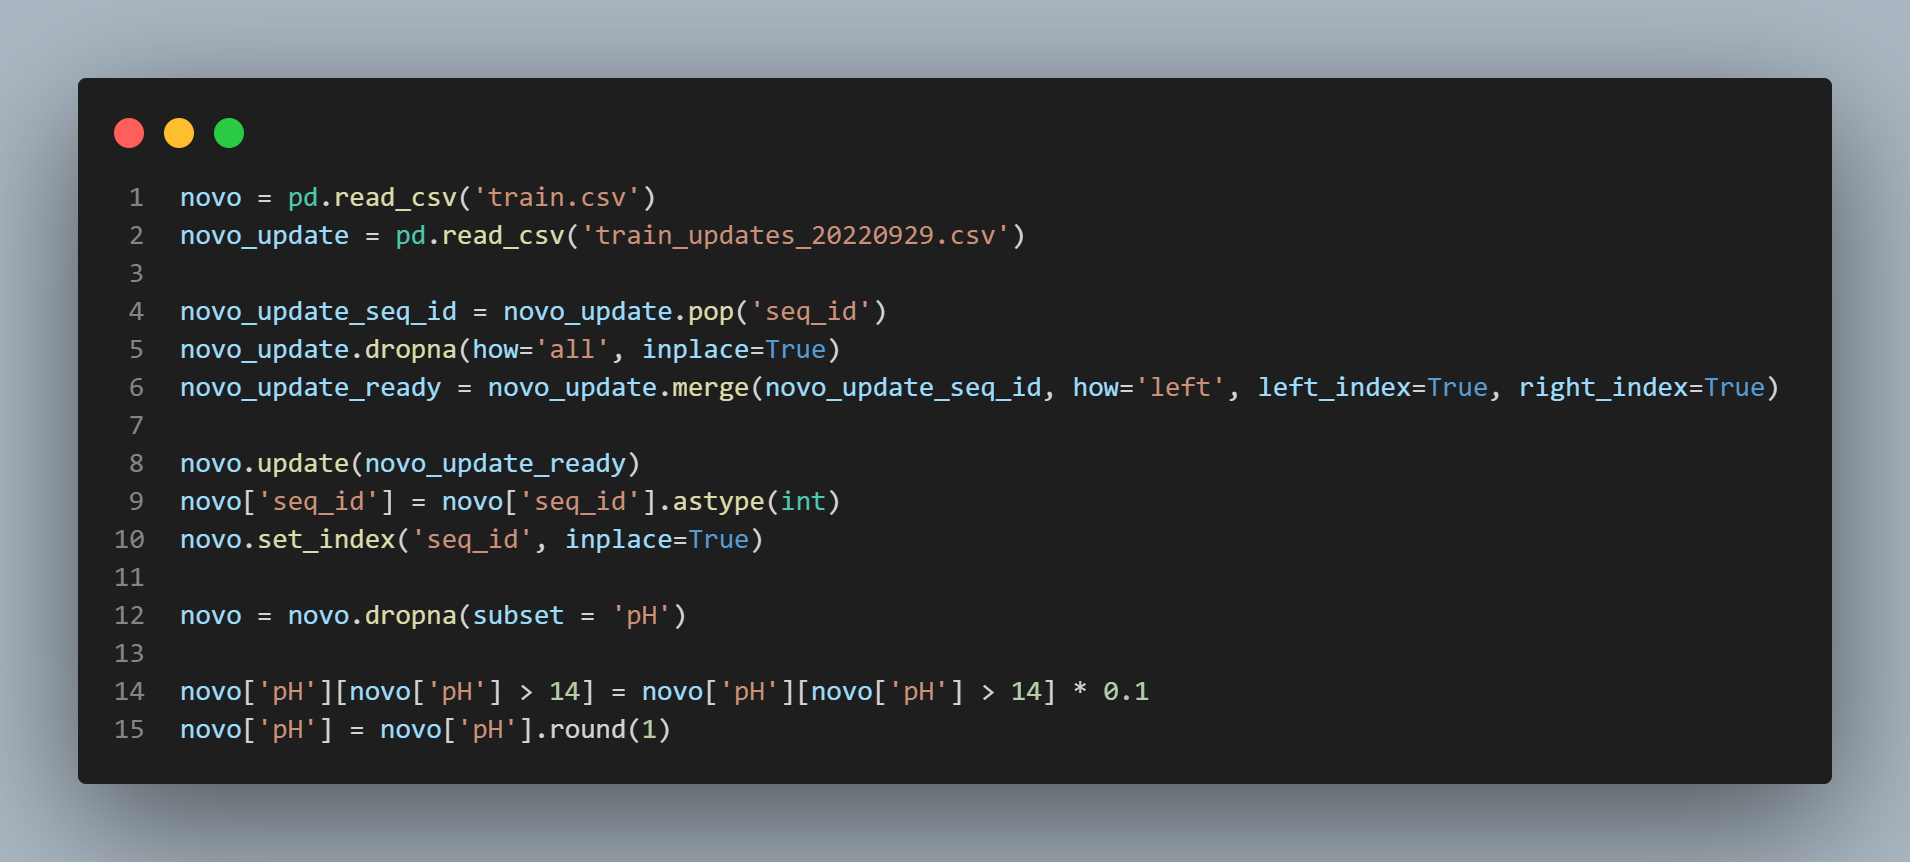 1 novo = pd.read_csv('train.csv')
2 novo_update = pd.read_csv('train_updates_20220929.csv')
3
4 novo_update_seq_id = novo_update.pop('seq_id')
5 novo_update.dropna(how='all', inplace=True)
6 novo_update_ready = novo_update.merge(novo_update_seq_id, how='left', left_index=True, right_index=True)
7
8 novo.update(novo_update_ready)
9 novo['seq_id'] = novo['seq_id'].astype(int)
10 novo.set_index('seq_id', inplace=True)
11
12 novo = novo.dropna(subset = 'pH')
13
14 novo['pH'][novo['pH'] > 14] = novo['pH'][novo['pH'] > 14] * 0.1
15 novo['pH'] = novo['pH'].round(1)